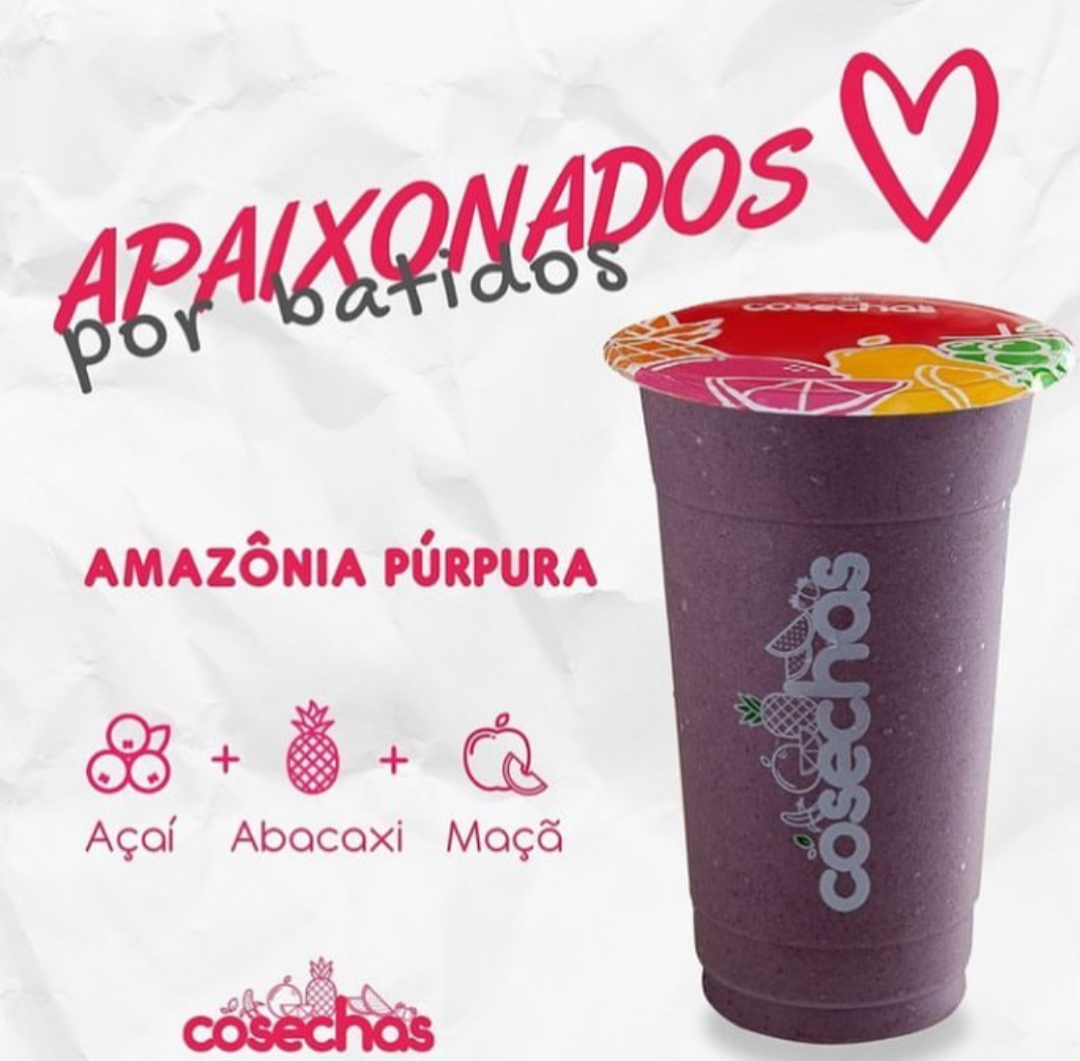 APAIXONADOS
por batidos
cosechas
AMAZÔNIA PÚRPURA
cosechas
+
+
Açaí Abacaxi Maçã
cosechas